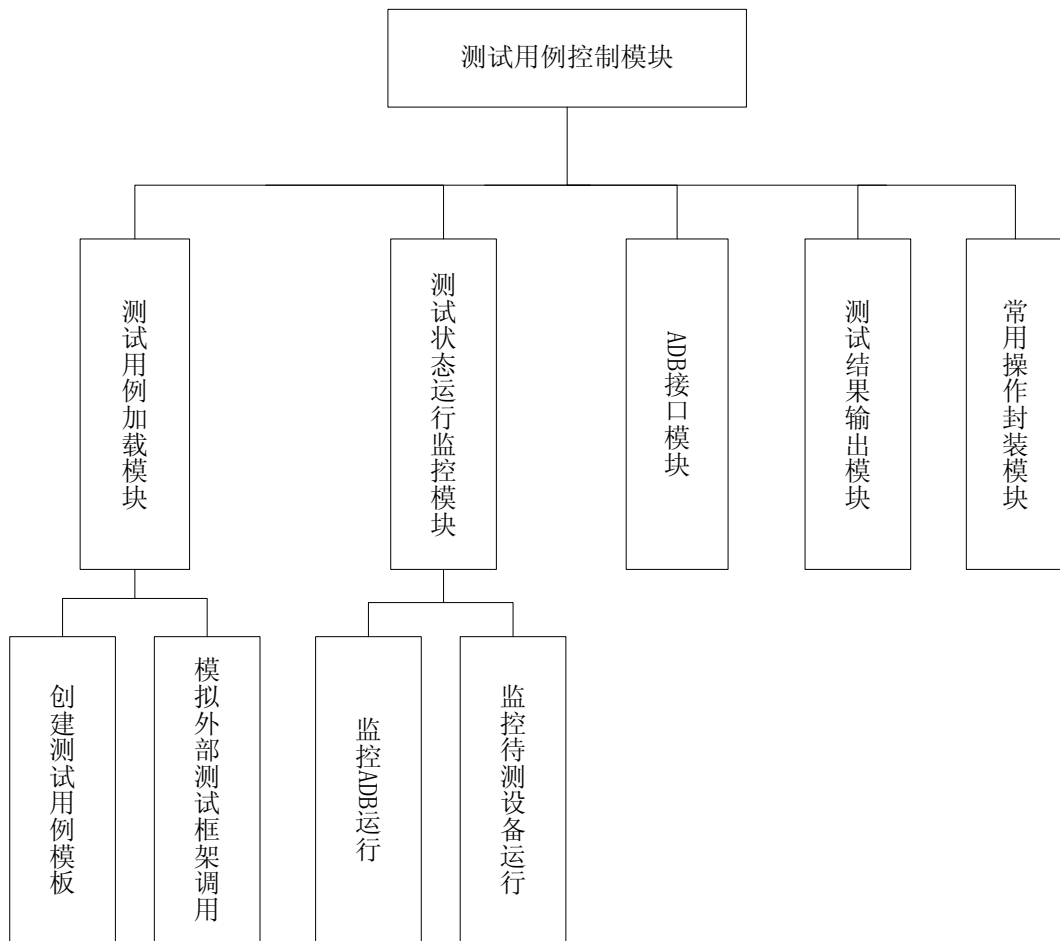 测试用例控制模块
测试用例加载模块
测试状态运行监控模块
ADB接口模块
测试结果输出模块
常用操作封装模块
创建测试用例模板
模拟外部测试框架调用
监控ADB运行
监控待测设备运行